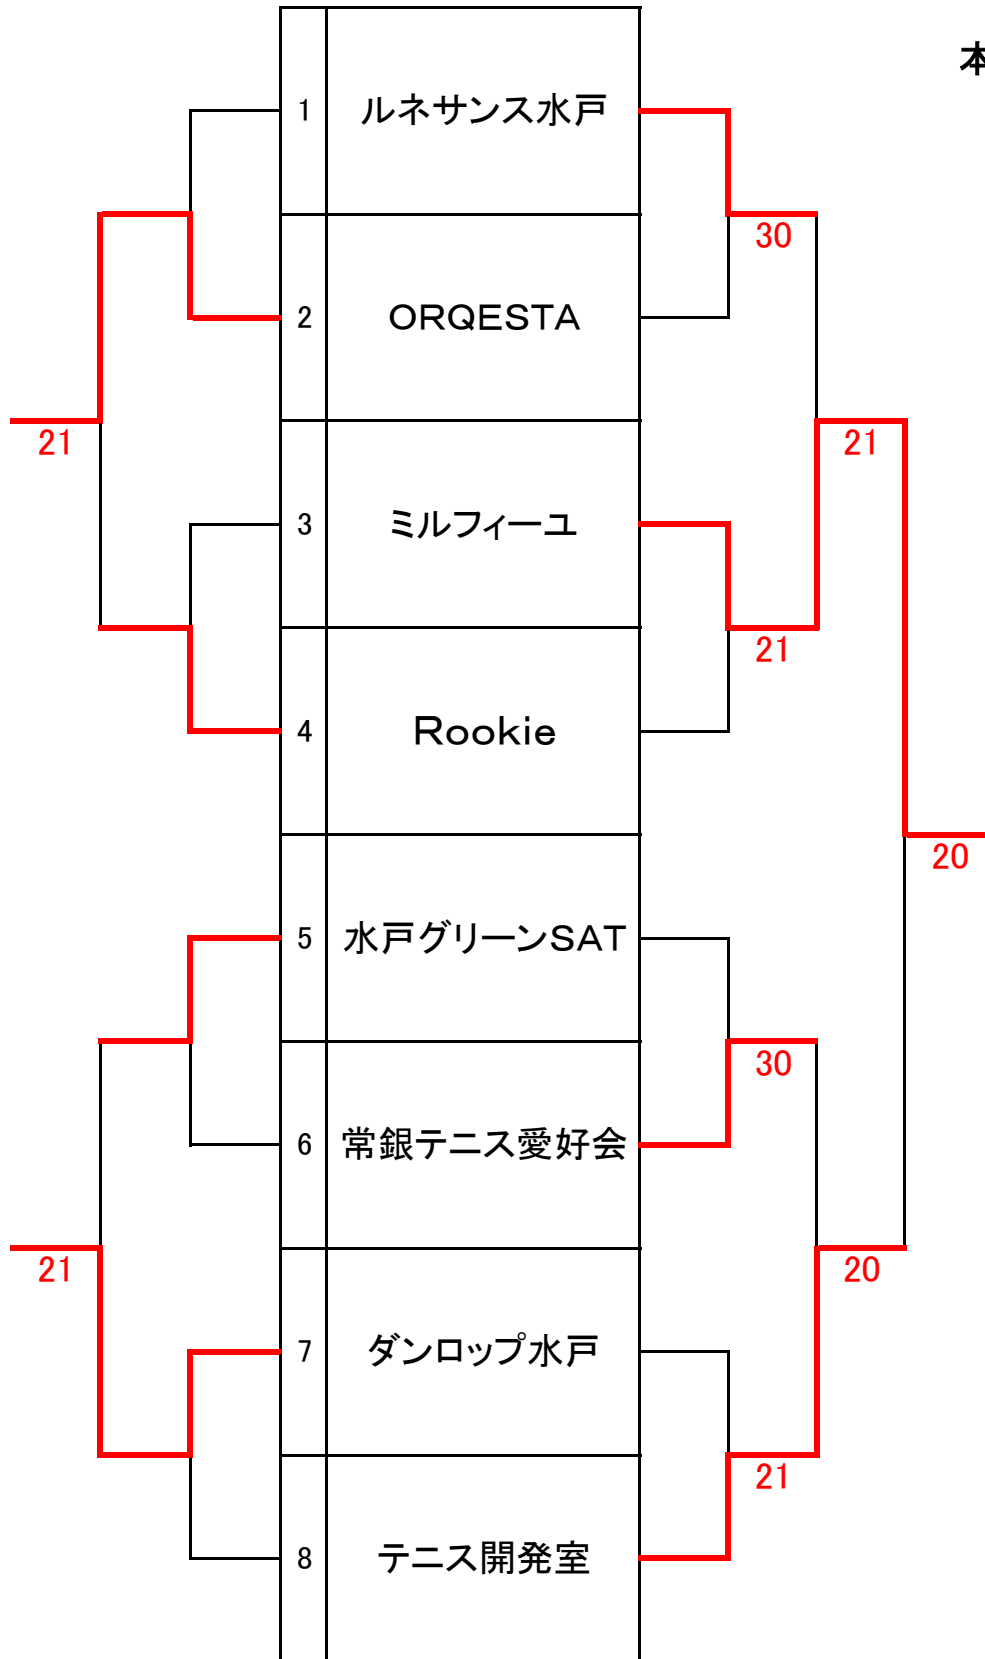 本
1 ルネサンス水戸
30
2 ORQESTA
21 21
3 ミルフィーユ
21
4 Rookie
20
5 水戸グリーンSAT
30
6 常銀テニス愛好会
21 20
7 ダンロップ水戸
21
8 テニス開発室